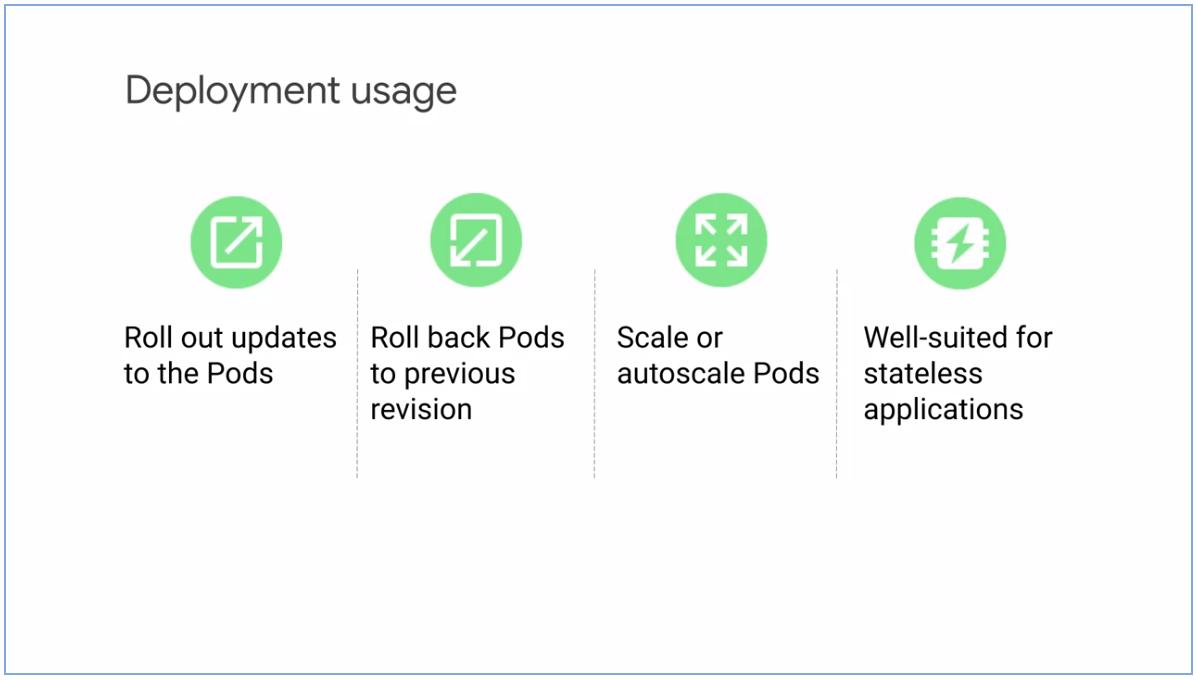 Deployment usage
Roll out updates
to the Pods
Roll back Pods
to previous
revision
Scale or
autoscale Pods
Well-suited for
stateless
applications